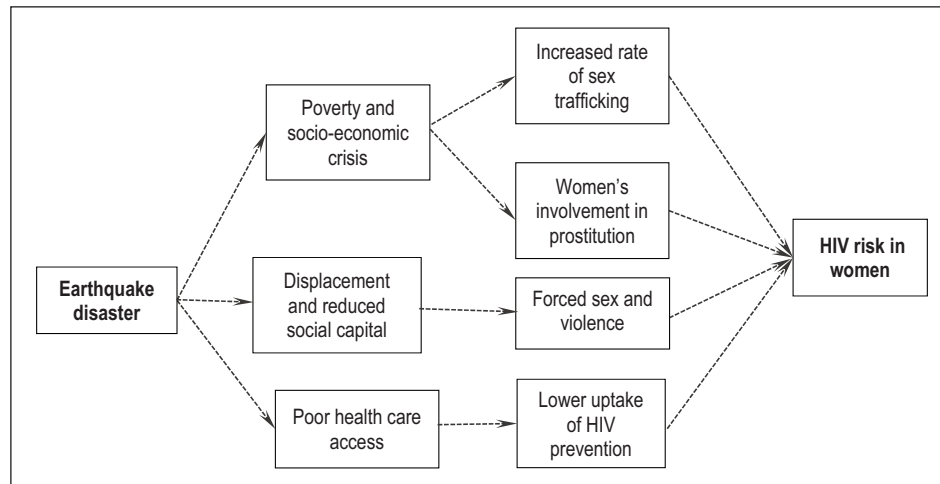 Earthquake
disaster
Poverty and
socio-economic
crisis
Displacement
and reduced
social capital
Poor health care
access
Increased rate
of sex
trafficking
Women's
involvement in
prostitution
Forced sex and
violence
Lower uptake
of HIV
prevention
HIV risk in
women